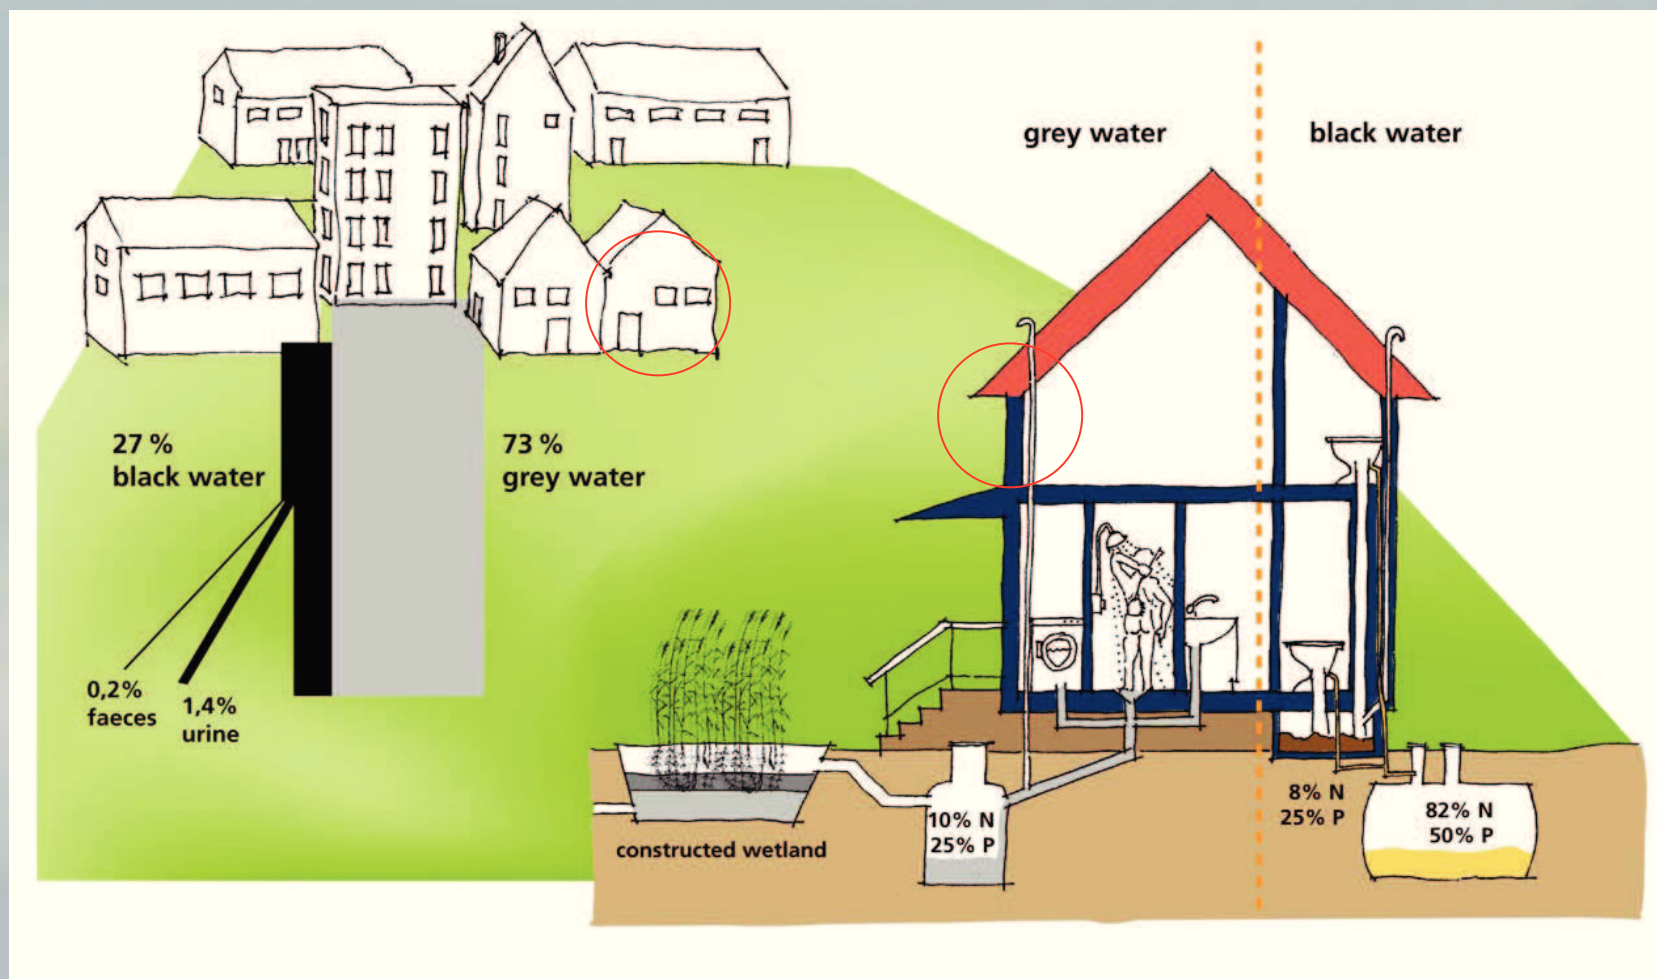 grey water
black water
27 %
black water
73 %
grey water
0,2%
faeces
1,4%
urine
constructed wetland
10% N
25% P
8% N
25% P
82% N
50% P